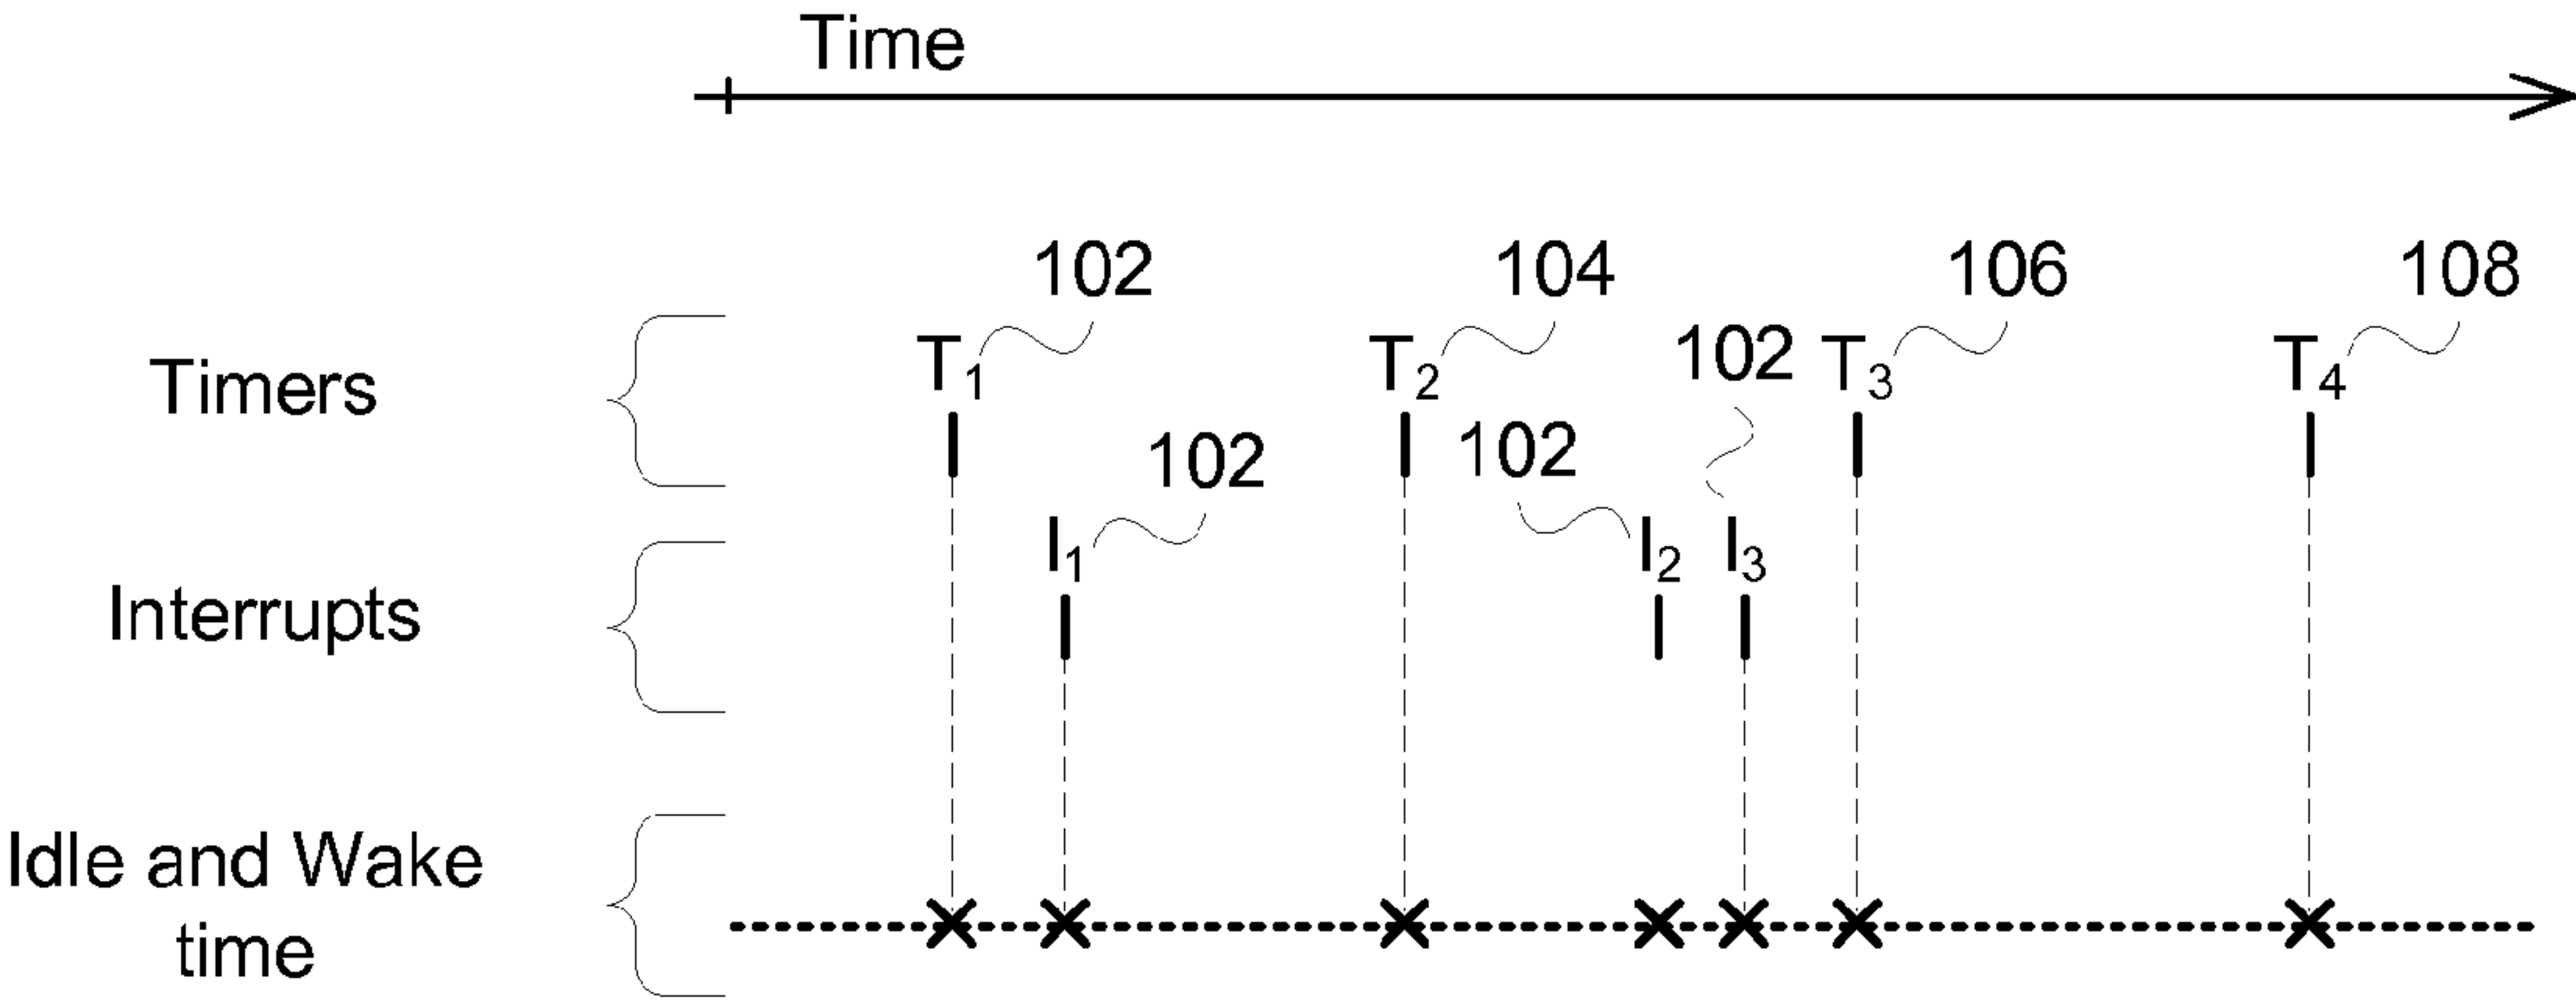 Time
102 104 106 108
T1 T2 102 T3 T4
Timers
102 102
I1 I2 I3
Interrupts
Idle and Wake
time